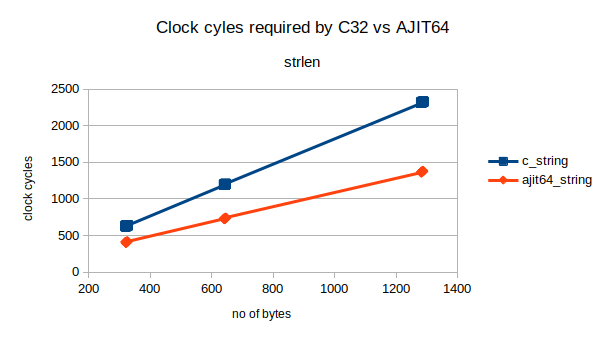 Clock cyles required by C32 vs AJIT64
strlen
2500
2000
1500
1000
500
0
clock cycles
200 400 600 800 1000 1200 1400
no of bytes
c_string
ajit64_string